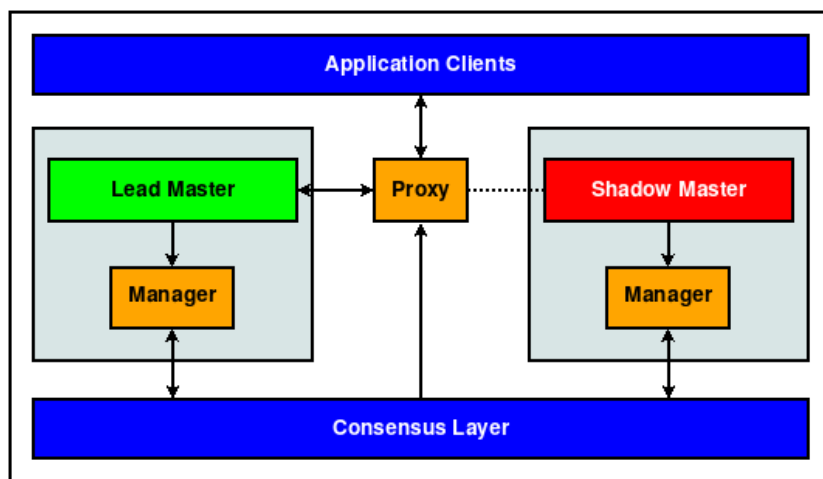 Application Clients
Lead Master
Proxy
Shadow Master
Manager
Manager
Consensus Layer